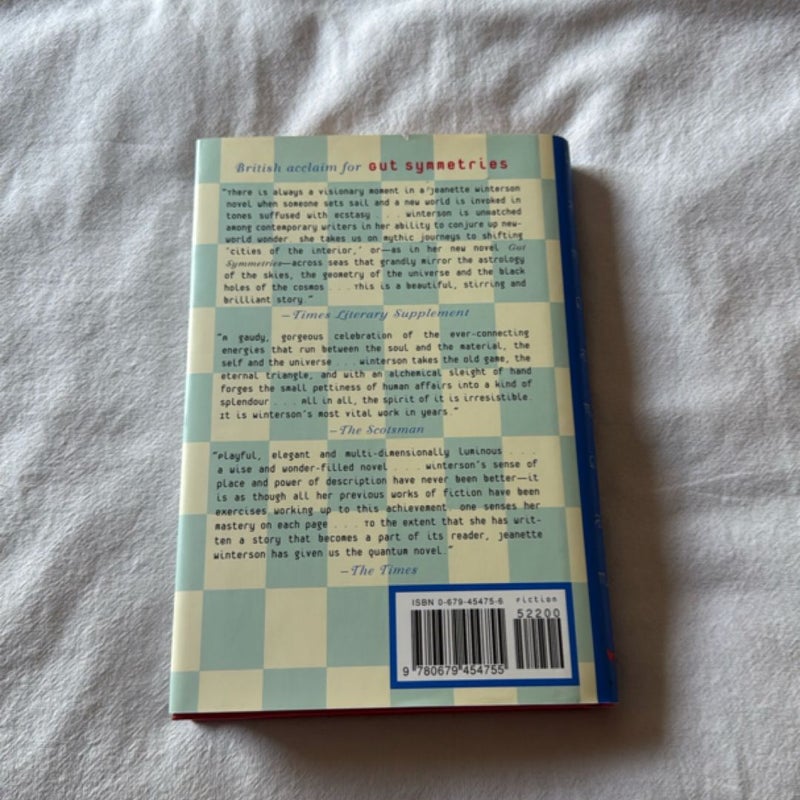 British acclaim for Gut symmetries
"There is always a visionary moment in a Jeanette Winterson
novel when someone sets sail and a new world is invoked in
tones suffused with ecstasy . . . Winterson is unmatched
among contemporary writers in her ability to conjure up new-
world wonder. She takes us on mythic journeys to shifting
'cities of the interior,' or—as in her new novel Gut
Symmetries—across seas that grandly mirror the astrology
of the skies, the geometry of the universe and the black
holes of the cosmos . . . This is a beautiful, stirring and
brilliant story."
—Times Literary Supplement
"A gaudy, gorgeous celebration of the ever-connecting
energies that run between the soul and the material, the
self and the universe . . . Winterson takes the old game, the
eternal triangle, and with an alchemical sleight of hand
forges the small pettiness of human affairs into a kind of
splendour . . . All in all, the spirit of it is irresistible.
It is Winterson's most vital work in years."
—The Scotsman
"Playful, elegant and multi-dimensionally luminous . . .
a wise and wonder-filled novel . . . Winterson's sense of
place and power of description have never been better—it
is as though all her previous works of fiction have been
exercises working up to this achievement. One senses her
mastery on each page . . . To the extent that she has writ-
ten a story that becomes a part of its reader, Jeanette
Winterson has given us the quantum novel."
—The Times
ISBN 0-679-45475-6 Fiction
52200
9 780679 454755